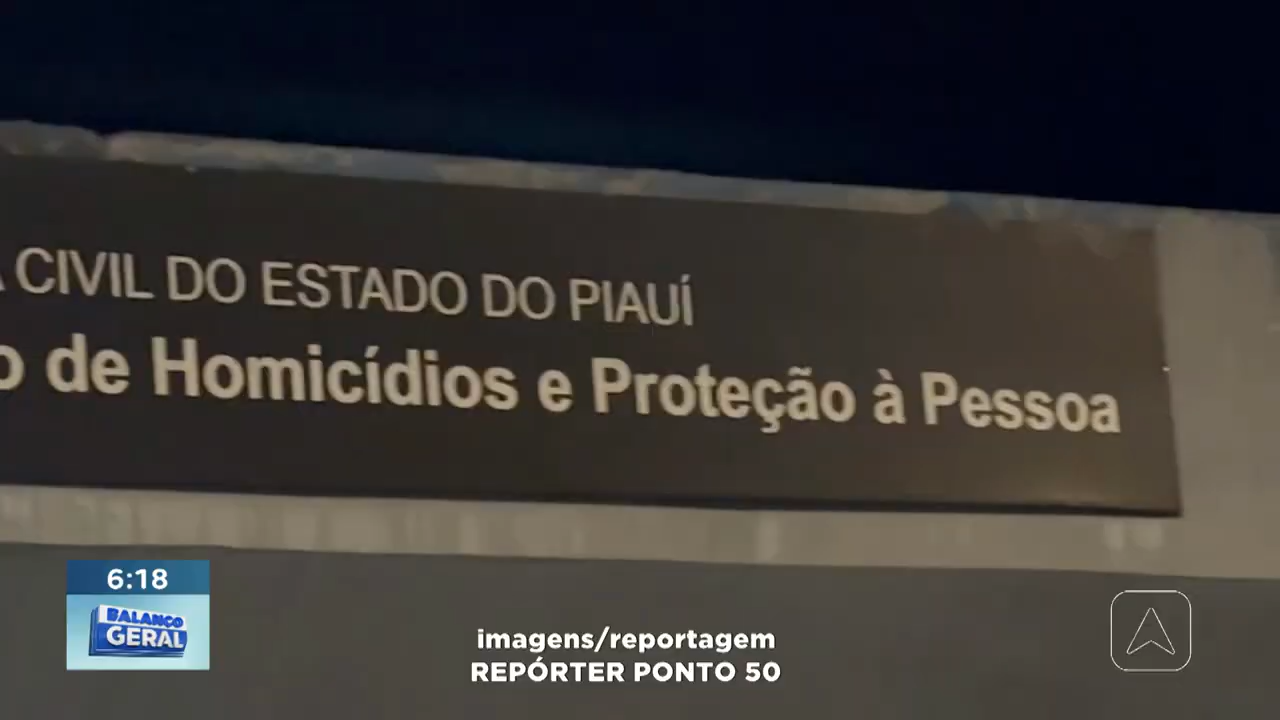 A CIVIL DO ESTADO DO PIAUÍ
o de Homicídios e Proteção à Pessoa
6:18
BALANÇO
GERAL
imagens/reportagem
REPÓRTER PONTO 50